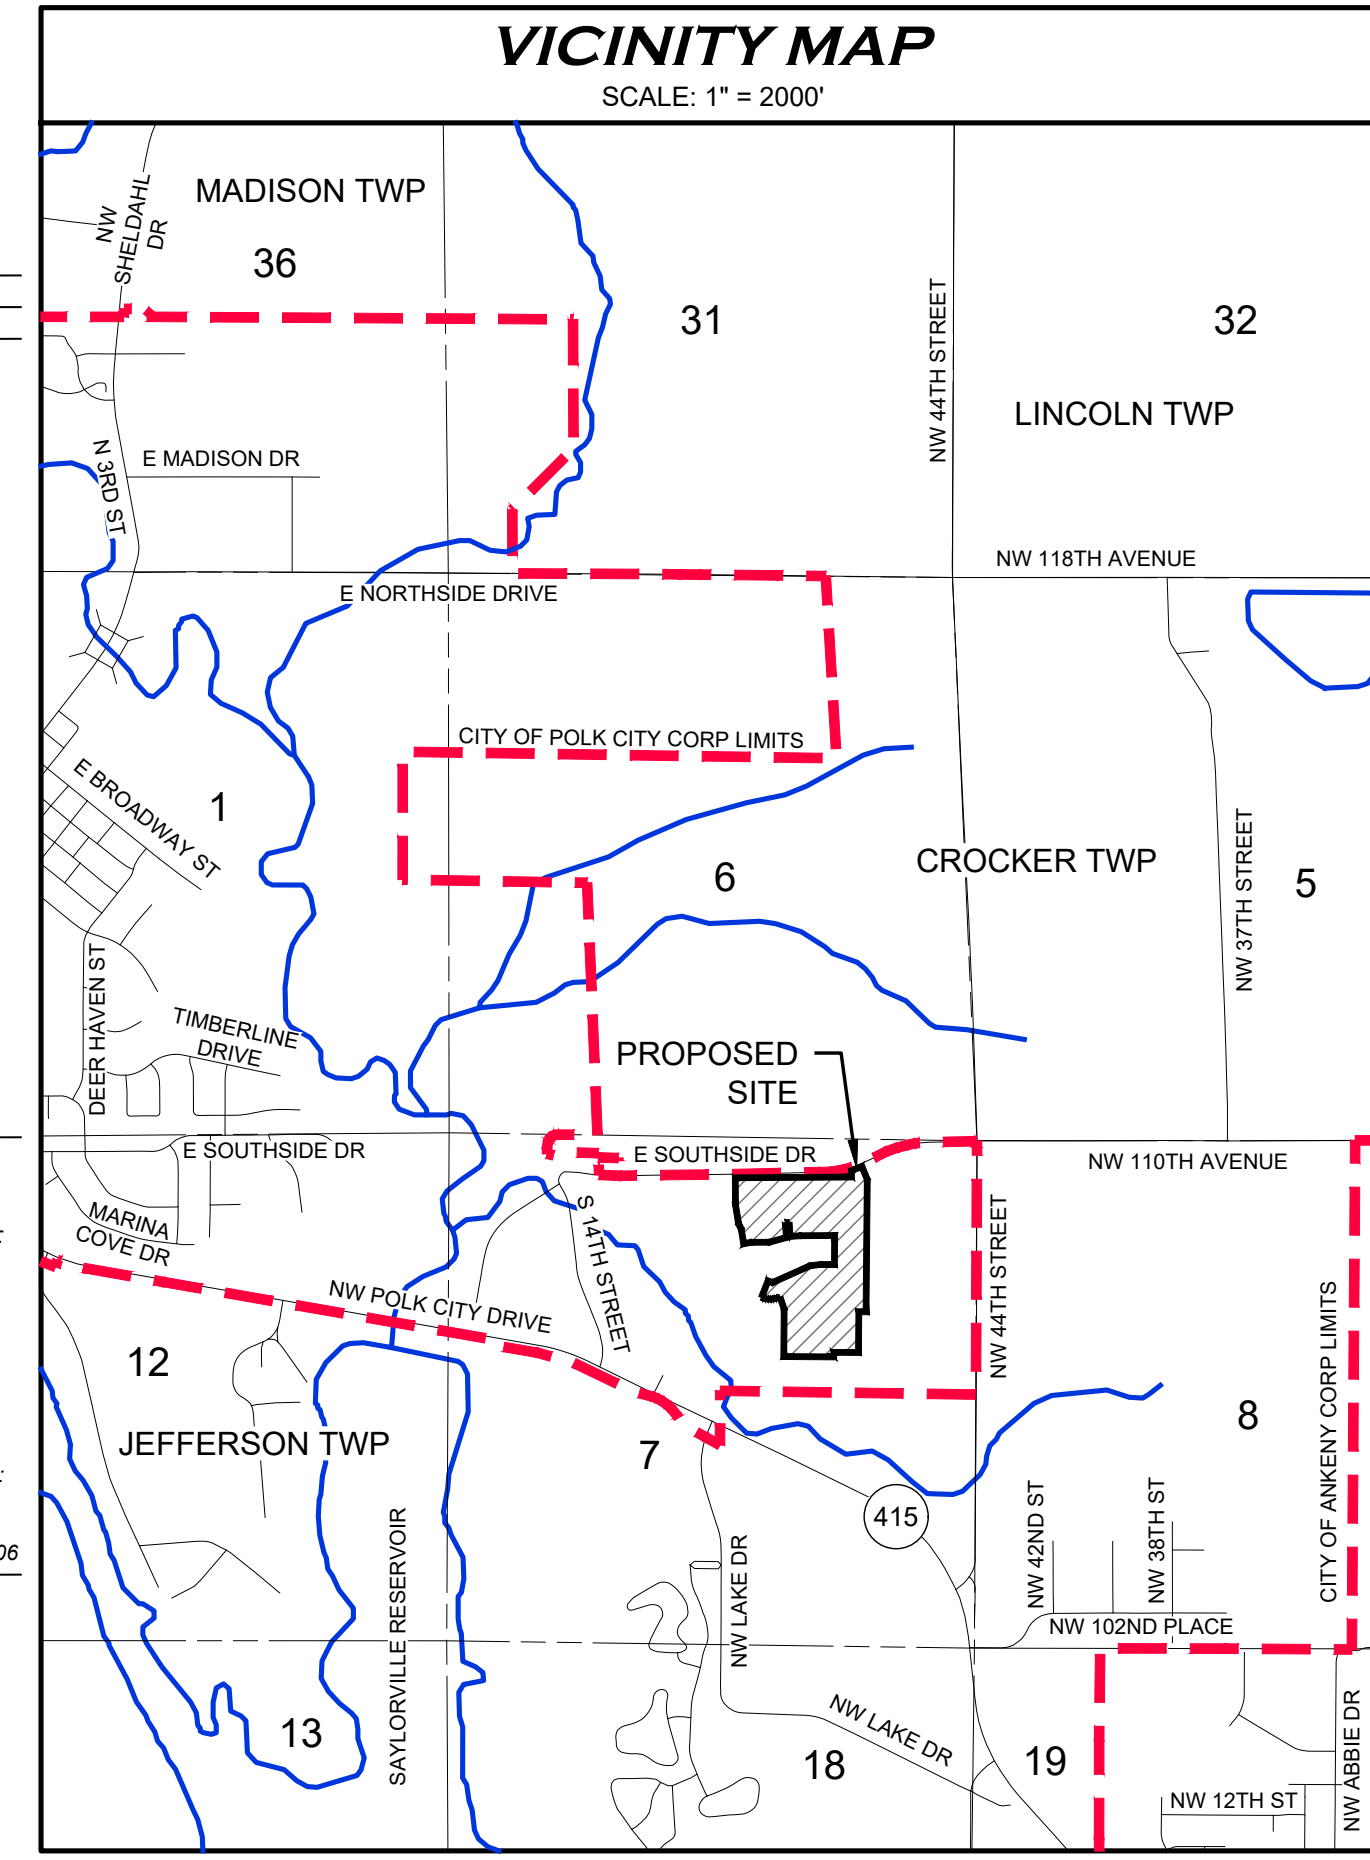 VICINITY MAP
SCALE: 1" = 2000'
MADISON TWP
36
NW
SHELDAHL
DR
31
32
NW 44TH STREET
LINCOLN TWP
N 3RD ST
E MADISON DR
NW 118TH AVENUE
E NORTHSIDE DRIVE
CITY OF POLK CITY CORP LIMITS
E BROADWAY ST
1
6
CROCKER TWP
NW 37TH STREET
5
DEER HAVEN ST
TIMBERLINE
DRIVE
PROPOSED
SITE
E SOUTHSIDE DR
E SOUTHSIDE DR
NW 110TH AVENUE
MARINA
COVE DR
S 14TH STREET
NW 44TH STREET
NW POLK CITY DRIVE
12
JEFFERSON TWP
7
8
CITY OF ANKENY CORP LIMITS
415
SAYLORVILLE RESERVOIR
NW LAKE DR
NW 42ND ST
NW 38TH ST
06
NW 102ND PLACE
13
NW LAKE DR
18
19
NW 12TH ST
NW ABBIE DR